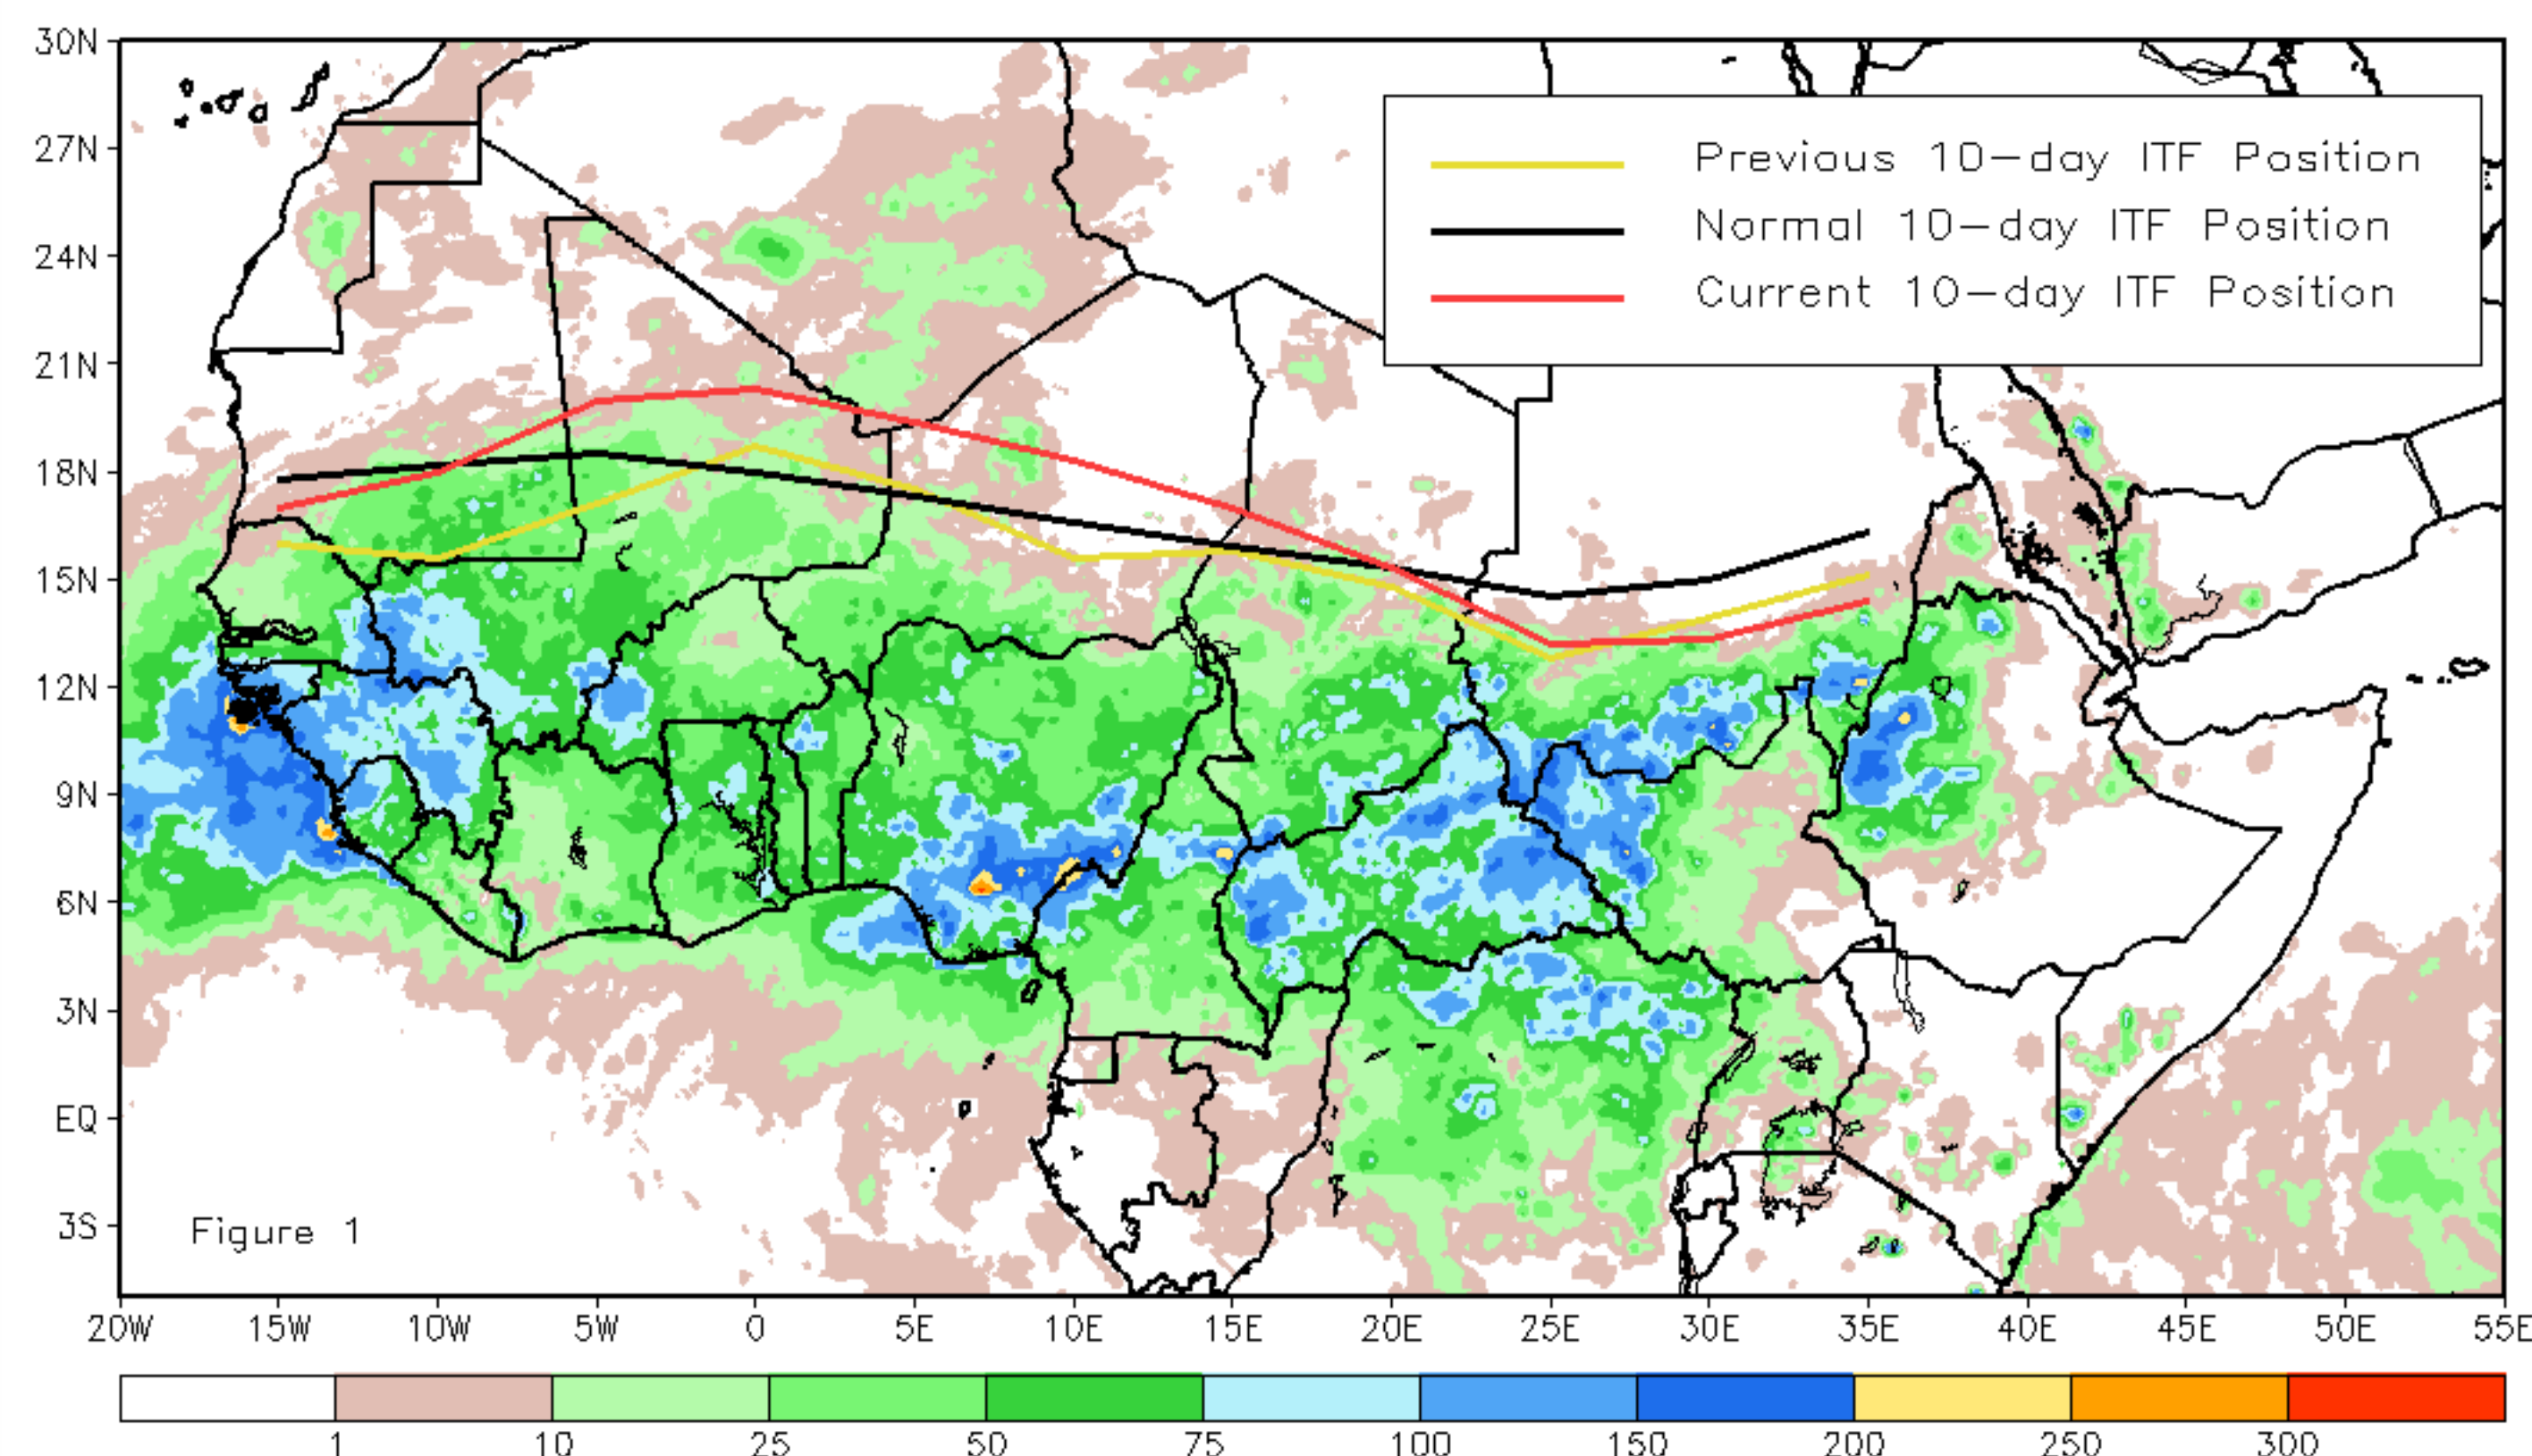 30N
27N
24N
21N
18N
15N
12N
9N
6N
3N
EQ
3S
Previous 10-day ITF Position
Normal 10-day ITF Position
Current 10-day ITF Position
Figure 1
20W 15W 10W 5W 0 5E 10E 15E 20E 25E 30E 35E 40E 45E 50E 55E
1 10 25 50 75 100 150 200 250 300